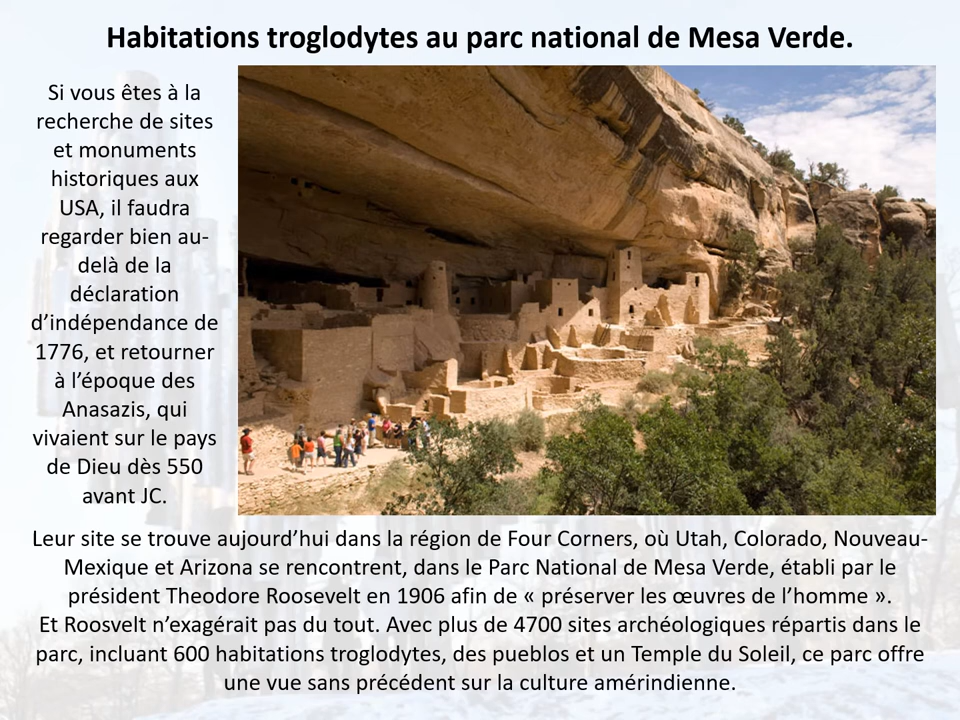 Habitations troglodytes au parc national de Mesa Verde.
Si vous êtes à la
recherche de sites
et monuments
historiques aux
USA, il faudra
regarder bien au-
delà de la
déclaration
d’indépendance de
1776, et retourner
à l’époque des
Anasazis, qui
vivaient sur le pays
de Dieu dès 550
avant JC.
Leur site se trouve aujourd’hui dans la région de Four Corners, où Utah, Colorado, Nouveau-
Mexique et Arizona se rencontrent, dans le Parc National de Mesa Verde, établi par le
président Theodore Roosevelt en 1906 afin de « préserver les œuvres de l’homme ».
Et Roosvelt n’exagérait pas du tout. Avec plus de 4700 sites archéologiques répartis dans le
parc, incluant 600 habitations troglodytes, des pueblos et un Temple du Soleil, ce parc offre
une vue sans précédent sur la culture amérindienne.